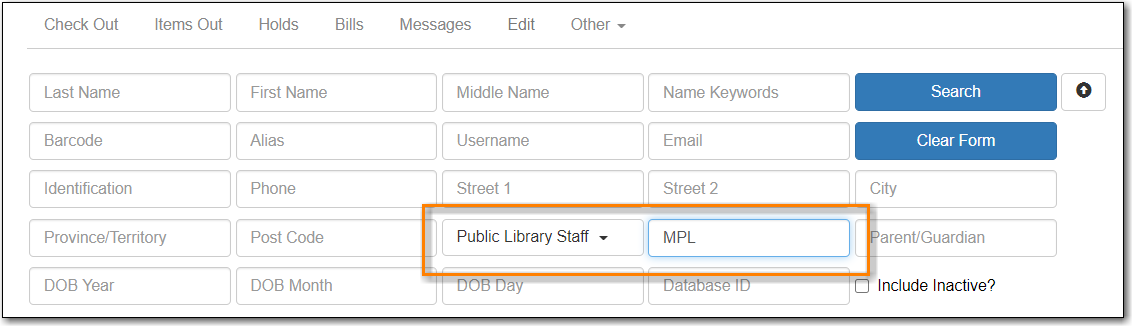 Check Out Items Out Holds Bills Messages Edit Other
Last Name First Name Middle Name Name Keywords Search
Barcode Alias Username Email Clear Form
Identification Phone Street 1 Street 2 City
Province/Territory Post Code Public Library Staff MPL Parent/Guardian
DOB Year DOB Month DOB Day Database ID Include Inactive?